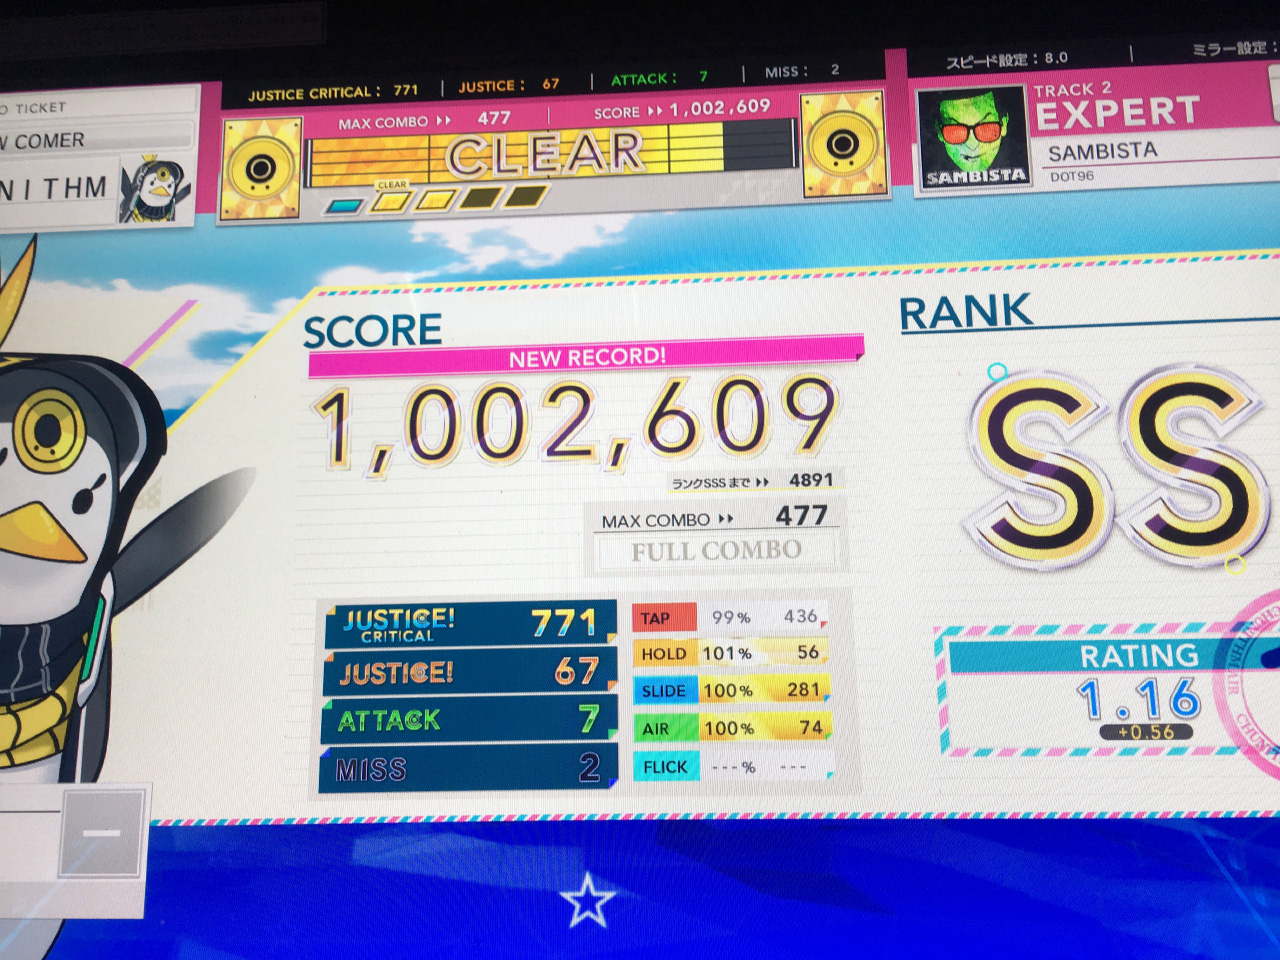 JUSTICE CRITICAL : 771 | JUSTICE : 67 | ATTACK : 7 | MISS : 2
スピード設定 : 8.0 | ミラー設定 :
TICKET
COMER
NITHM
MAX COMBO 477 | SCORE 1,002,609
CLEAR
CLEAR
SAMBISTA
TRACK 2
EXPERT
SAMBISTA
DOT96
SCORE
NEW RECORD!
1,002,609
ランクSSSまで 4891
MAX COMBO 477
FULL COMBO
JUSTICE! CRITICAL 771
JUSTICE! 67
ATTACK 7
MISS 2
TAP 99% 436
HOLD 101% 56
SLIDE 100% 281
AIR 100% 74
FLICK ---% ---
RANK
SS
RATING
1.16
+0.56